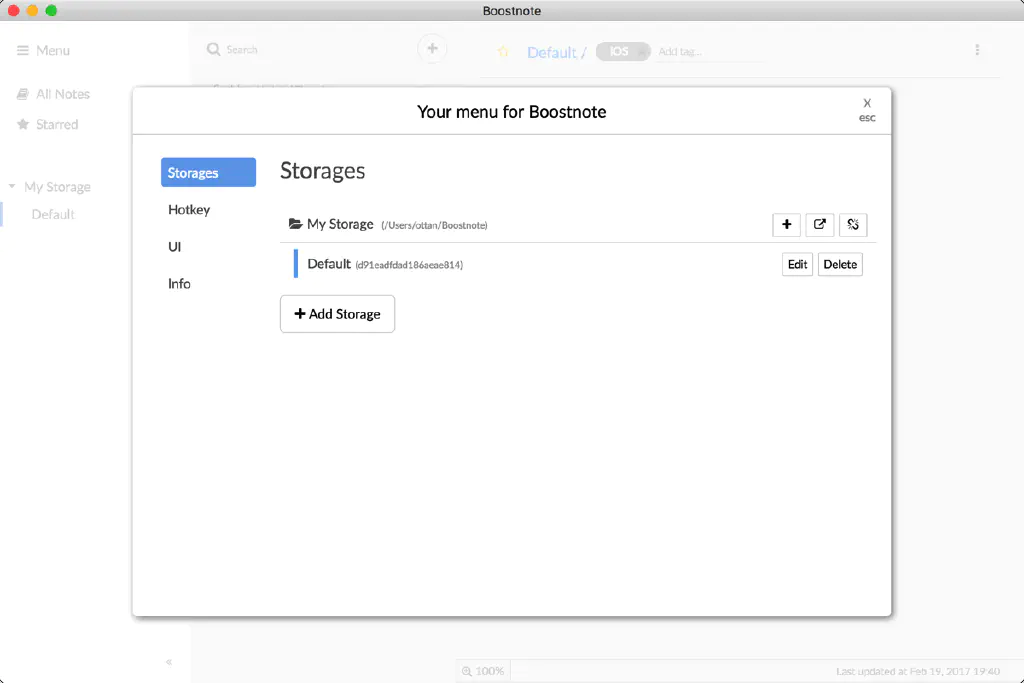 Boostnote
Menu
Search
Default /
iOS
Add tag...
Your menu for Boostnote
X
esc
All Notes
Starred
My Storage
Default
Storages
Hotkey
UI
Info
Storages
My Storage (/Users/ottan/Boostnote)
Default (d91eadfdad186aeae814)
Edit
Delete
+ Add Storage
«
100%
Last updated at Feb 19, 2017 19:40